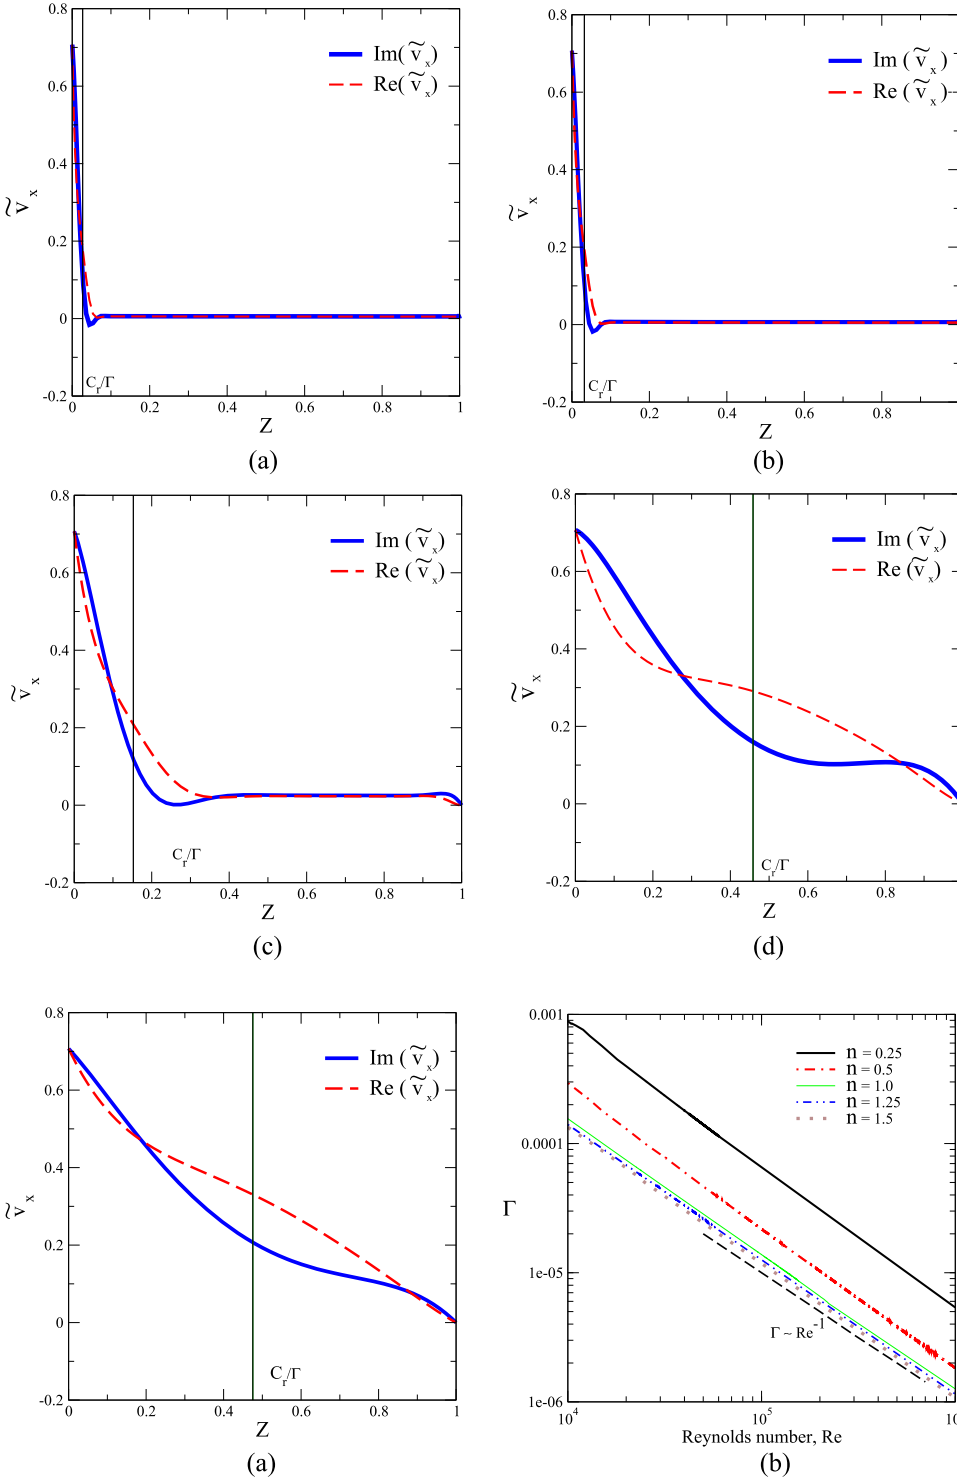 0.8
0.6
0.4
0.2
0
-0.2
ṽx
Im(ṽx)
Re(ṽx)
Cr/Γ
0 0.2 0.4 0.6 0.8 1
Z
(a)
0.8
0.6
0.4
0.2
0
-0.2
ṽx
Im (ṽx)
Re (ṽx)
Cr/Γ
0 0.2 0.4 0.6 0.8
Z
(b)
0.8
0.6
0.4
0.2
0
-0.2
ṽx
Im (ṽx)
Re (ṽx)
Cr/Γ
0 0.2 0.4 0.6 0.8 1
Z
(c)
0.8
0.6
0.4
0.2
0
-0.2
ṽx
Im (ṽx)
Re (ṽx)
Cr/Γ
0 0.2 0.4 0.6 0.8
Z
(d)
0.8
0.6
0.4
0.2
0
-0.2
ṽx
Im (ṽx)
Re (ṽx)
Cr/Γ
0 0.2 0.4 0.6 0.8 1
Z
(a)
0.001
0.0001
1e-05
1e-06
Γ
n = 0.25
n = 0.5
n = 1.0
n = 1.25
n = 1.5
Γ ~ Re⁻¹
10⁴ 10⁵ 10
Reynolds number, Re
(b)